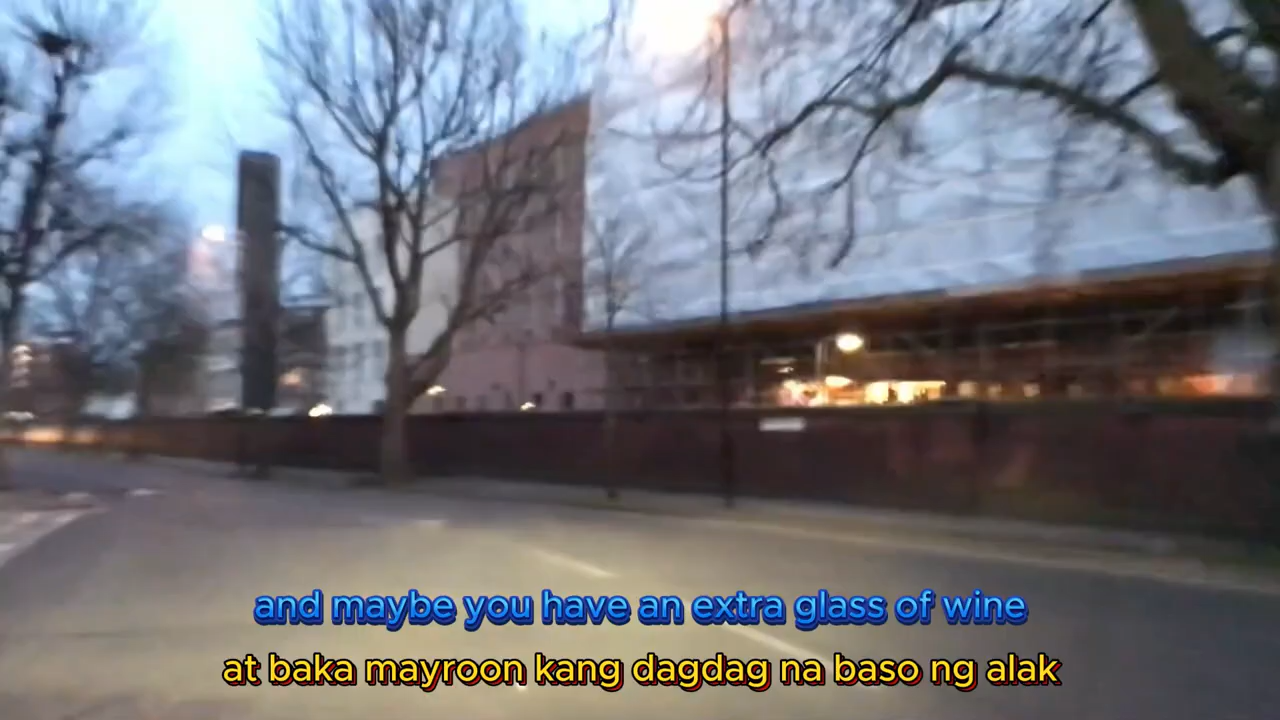 and maybe you have an extra glass of wine
at baka mayroon kang dagdag na baso ng alak